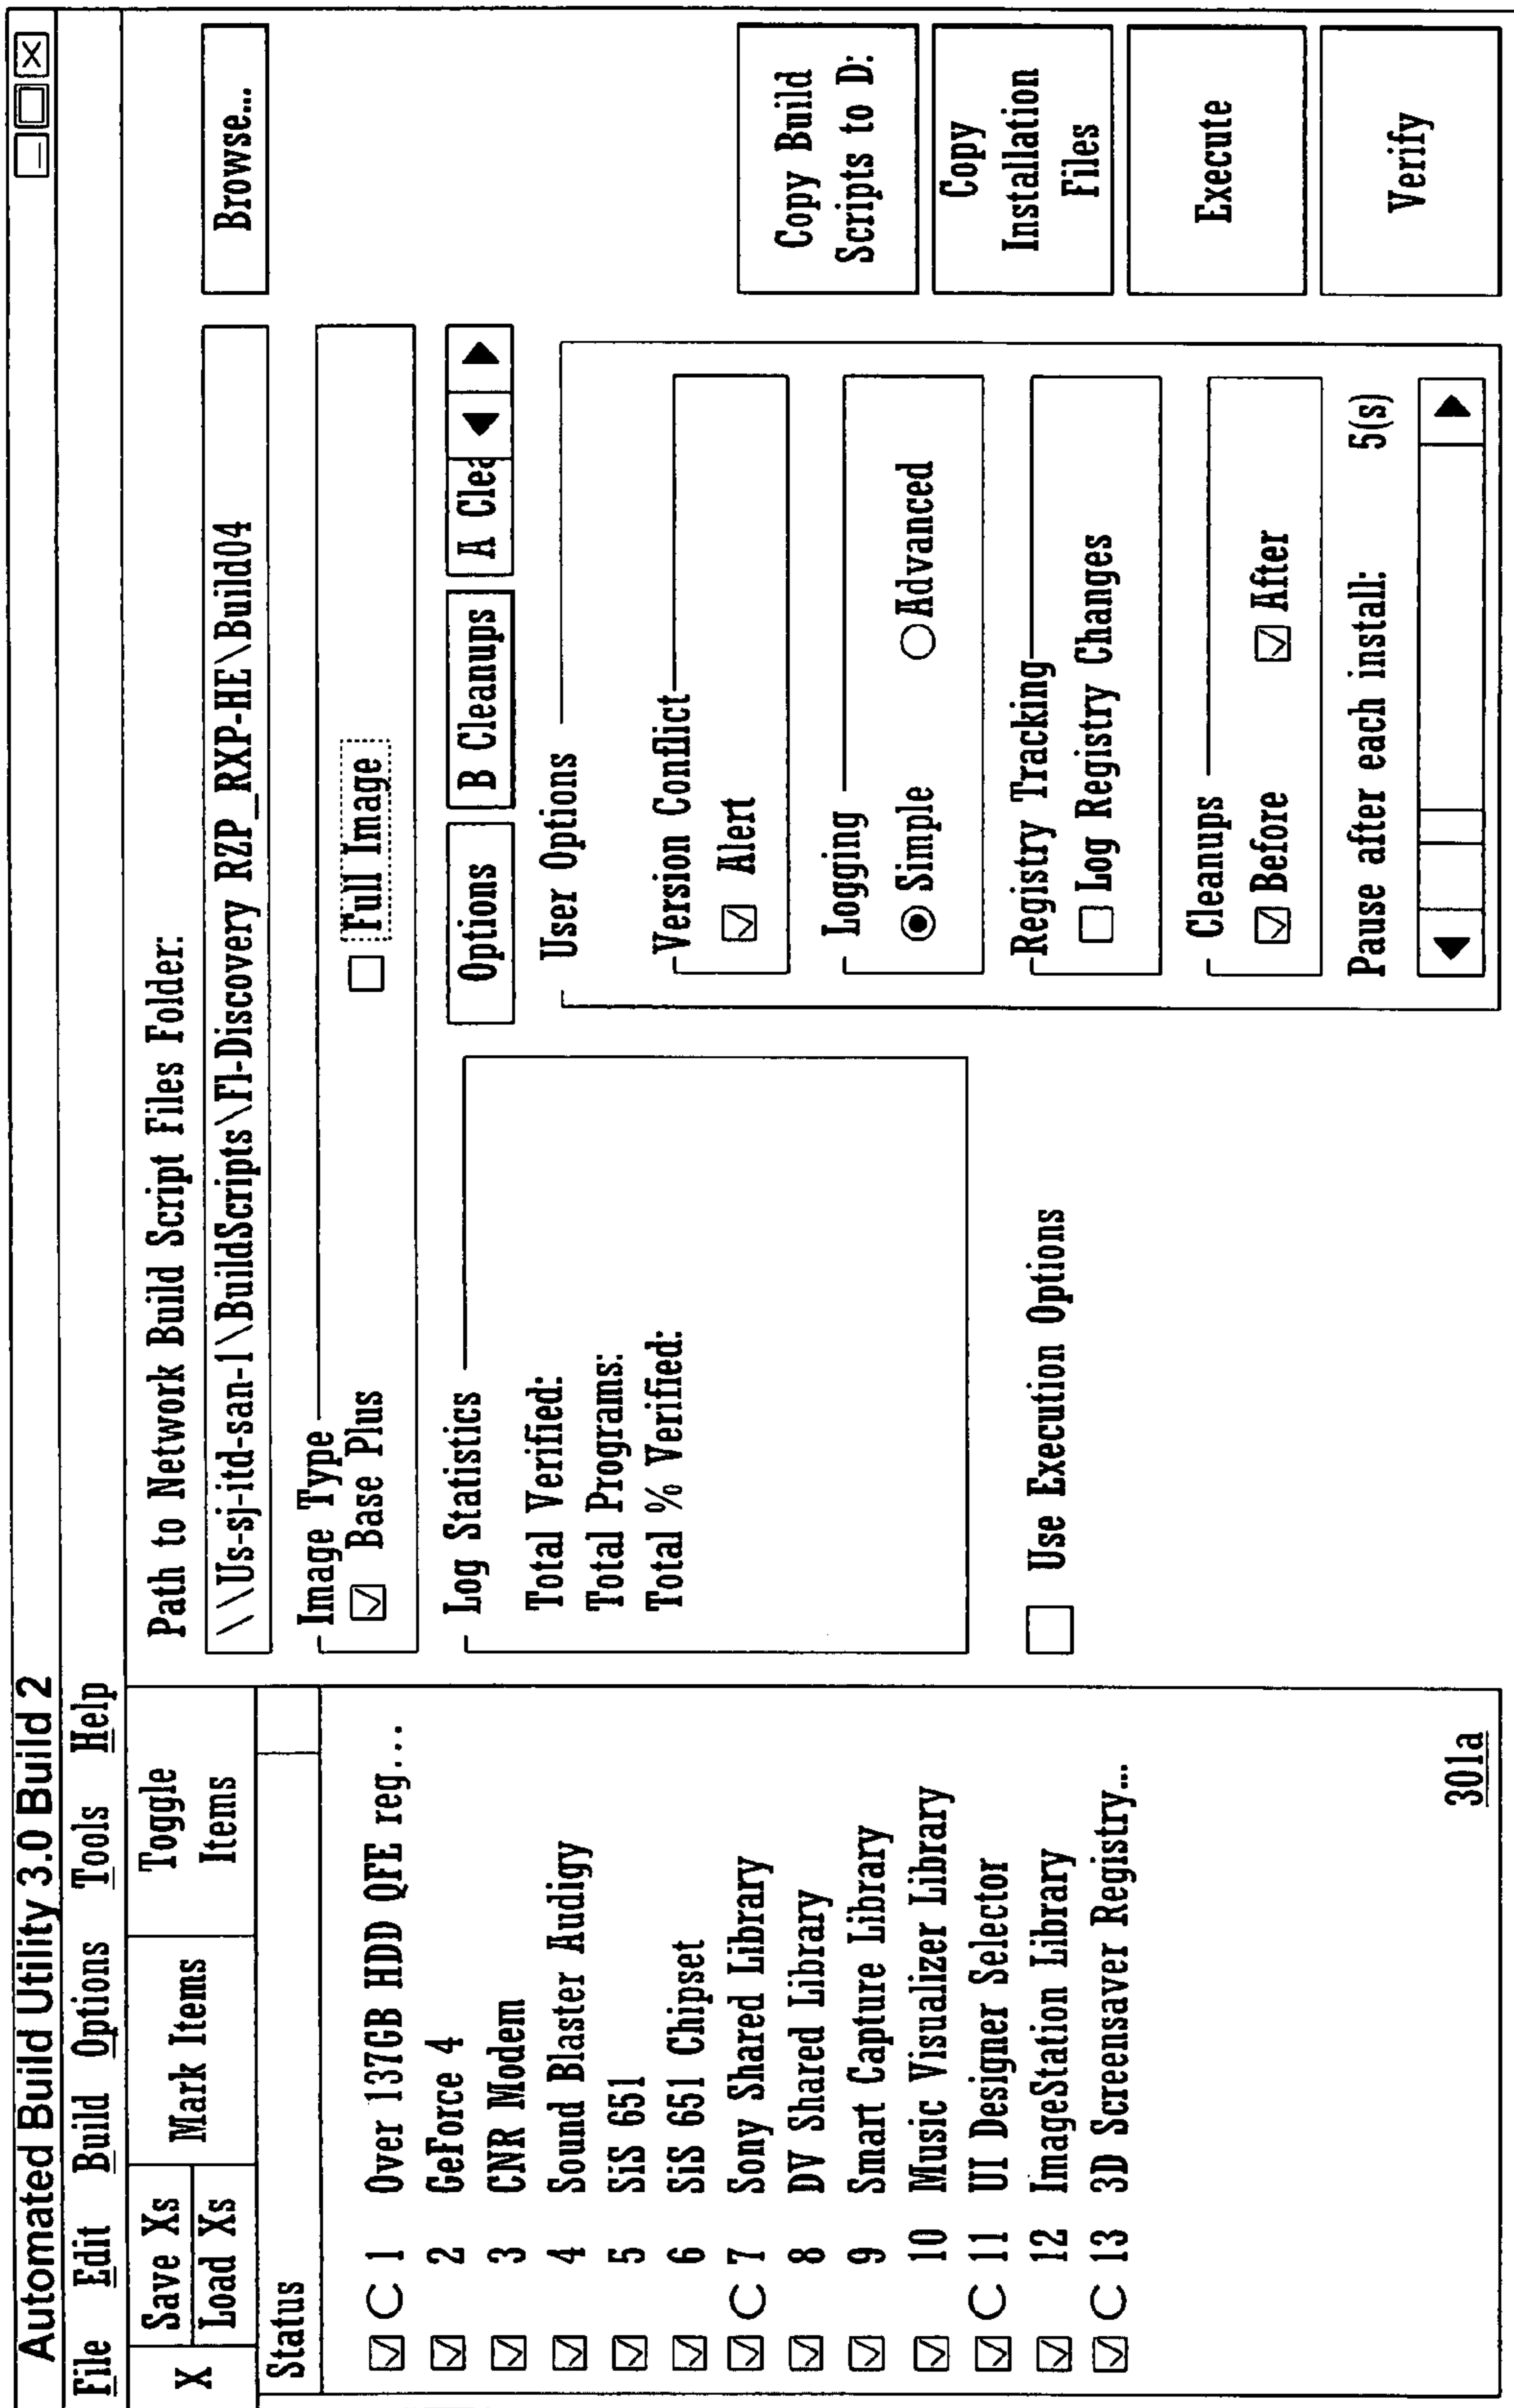 Automated Build Utility 3.0 Build 2
File Edit Build Options Tools Help
X
Save Xs
Load Xs
Mark Items
Toggle
Items
Status
C 1 Over 137GB HDD QFE reg...
2 GeForce 4
3 CNR Modem
4 Sound Blaster Audigy
5 SiS 651
6 SiS 651 Chipset
C 7 Sony Shared Library
8 DV Shared Library
9 Smart Capture Library
10 Music Visualizer Library
C 11 UI Designer Selector
12 ImageStation Library
C 13 3D Screensaver Registry...
301a
Path to Network Build Script Files Folder:
\\Us-sj-itd-san-1\BuildScripts\Fl-Discovery RZP_RXP-HE\Build04
Browse...
Image Type
Base Plus
Full Image
Log Statistics
Total Verified:
Total Programs:
Total % Verified:
Use Execution Options
Options
B Cleanups
A Clea
User Options
Version Conflict
Alert
Logging
Simple
Advanced
Registry Tracking
Log Registry Changes
Cleanups
Before
After
Pause after each install: 5(s)
Copy Build
Scripts to D:
Copy
Installation
Files
Execute
Verify